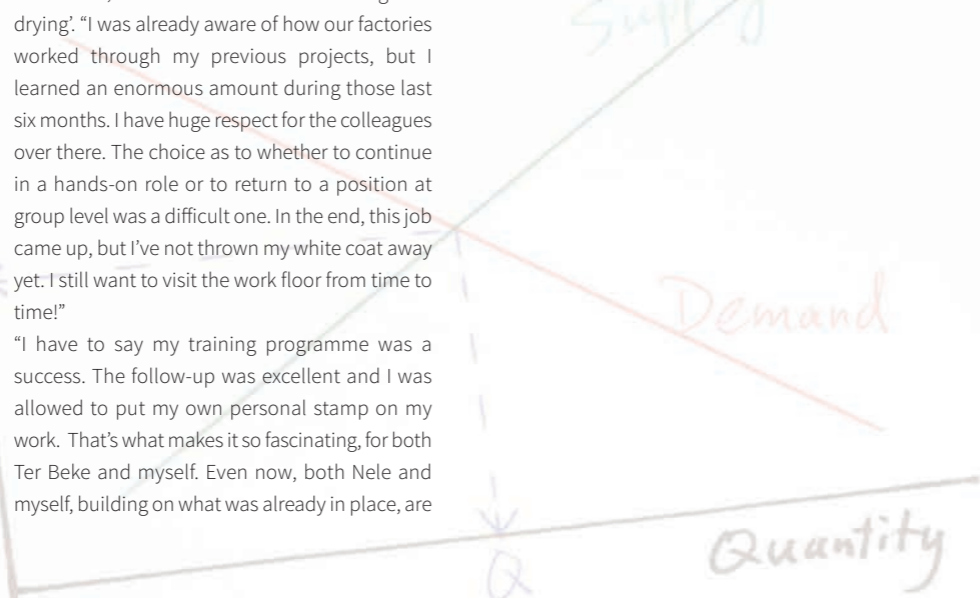 drying’. “I was already aware of how our factories
worked through my previous projects, but I
learned an enormous amount during those last
six months. I have huge respect for the colleagues
over there. The choice as to whether to continue
in a hands-on role or to return to a position at
group level was a difficult one. In the end, this job
came up, but I’ve not thrown my white coat away
yet. I still want to visit the work floor from time to
time!”
“I have to say my training programme was a
success. The follow-up was excellent and I was
allowed to put my own personal stamp on my
work. That’s what makes it so fascinating, for both
Ter Beke and myself. Even now, both Nele and
myself, building on what was already in place, are
Supply
Demand
Quantity
Q